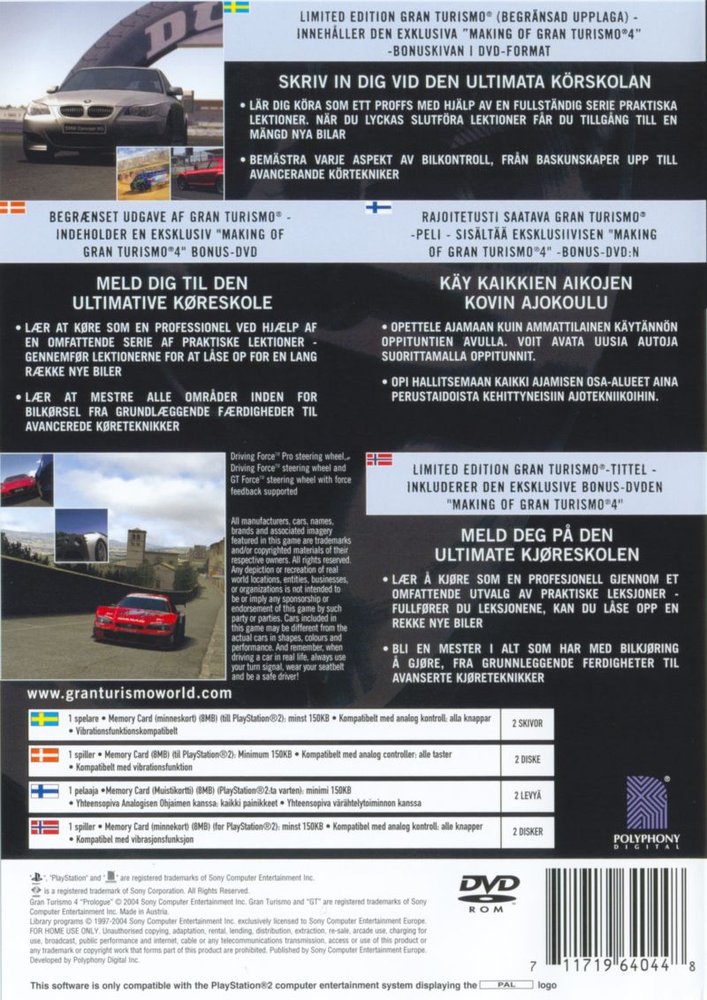 LIMITED EDITION GRAN TURISMO® (BEGRÄNSAD UPPLAGA) -
INNEHÅLLER DEN EXKLUSIVA "MAKING OF GRAN TURISMO®4"
-BONUSKIVAN I DVD-FORMAT
SKRIV IN DIG VID DEN ULTIMATA KÖRSKOLAN
• LÄR DIG KÖRA SOM ETT PROFFS MED HJÄLP AV EN FULLSTÄNDIG SERIE PRAKTISKA
LEKTIONER. NÄR DU LYCKAS SLUTFÖRA LEKTIONER FÅR DU TILLGÅNG TILL EN
MÄNGD NYA BILAR
• BEMÄSTRA VARJE ASPEKT AV BILKONTROLL, FRÅN BASKUNSKAPER UPP TILL
AVANCERANDE KÖRTEKNIKER
BEGRÆNSET UDGAVE AF GRAN TURISMO® -
INDEHOLDER EN EKSKLUSIV "MAKING OF
GRAN TURISMO®4" BONUS-DVD
MELD DIG TIL DEN
ULTIMATIVE KØRESKOLE
• LÆR AT KØRE SOM EN PROFESSIONEL VED HJÆLP AF
EN OMFATTENDE SERIE AF PRAKTISKE LEKTIONER -
GENNEMFØR LEKTIONERNE FOR AT LÅSE OP FOR EN LANG
RÆKKE NYE BILER
• LÆR AT MESTRE ALLE OMRÅDER INDEN FOR
BILKØRSEL FRA GRUNDLÆGGENDE FÆRDIGHEDER TIL
AVANCEREDE KØRETEKNIKKER
RAJOITETUSTI SAATAVA GRAN TURISMO®
-PELI - SISÄLTÄÄ EKSKLUSIIVISEN "MAKING
OF GRAN TURISMO®4" -BONUS-DVD:N
KÄY KAIKKIEN AIKOJEN
KOVIN AJOKOULU
• OPETTELE AJAMAAN KUIN AMMATTILAINEN KÄYTÄNNÖN
OPPITUNTIEN AVULLA. VOIT AVATA UUSIA AUTOJA
SUORITTAMALLA OPPITUNNIT.
• OPI HALLITSEMAAN KAIKKI AJAMISEN OSA-ALUEET AINA
PERUSTAIDOISTA KEHITTYNEISIIN AJOTEKNIIKOIHIN.
Driving Force™ Pro steering wheel,
Driving Force™ steering wheel and
GT Force™ steering wheel with force
feedback supported
All manufacturers, cars, names,
brands and associated imagery
featured in this game are trademarks
and/or copyrighted materials of their
respective owners. All rights reserved.
Any depiction or recreation of real
world locations, entities, businesses,
or organizations is not intended to
be or imply any sponsorship or
endorsement of this game by such
party or parties. Cars included in
this game may be different from the
actual cars in shapes, colours and
performance. And remember, when
driving a car in real life, always use
your turn signal, wear your seatbelt
and be a safe driver!
LIMITED EDITION GRAN TURISMO®-TITTEL -
INKLUDERER DEN EKSKLUSIVE BONUS-DVDEN
"MAKING OF GRAN TURISMO®4"
MELD DEG PÅ DEN
ULTIMATE KJØRESKOLEN
• LÆR Å KJØRE SOM EN PROFESJONELL GJENNOM ET
OMFATTENDE UTVALG AV PRAKTISKE LEKSJONER -
FULLFØRER DU LEKSJONENE, KAN DU LÅSE OPP EN
REKKE NYE BILER
• BLI EN MESTER I ALT SOM HAR MED BILKJØRING
Å GJØRE, FRA GRUNNLEGGENDE FERDIGHETER TIL
AVANSERTE KJØRETEKNIKKER
www.granturismoworld.com
1 spelare • Memory Card (minneskort) (8MB) (till PlayStation®2): minst 150KB • Kompatibelt med analog kontroll: alla knappar
• Vibrationsfunktionskompatibelt
2 SKIVOR
1 spiller • Memory Card (8MB) (til PlayStation®2): Minimum 150KB • Kompatibelt med analog controller: alle taster
• Kompatibelt med vibrationsfunktion
2 DISKE
1 pelaaja • Memory Card (Muistikortti) (8MB) (PlayStation®2:ta varten): minimi 150KB
• Yhteensopiva Analogisen Ohjaimen kanssa: kaikki painikkeet • Yhteensopiva värähtelytoiminnon kanssa
2 LEVYÄ
1 spiller • Memory Card (minnekort) (8MB) (for PlayStation®2): minst 150KB • Kompatibel med analog kontroll: alle knapper
• Kompatibel med vibrasjonsfunksjon
2 DISKER
POLYPHONY
DIGITAL
", "PlayStation" and " " are registered trademarks of Sony Computer Entertainment Inc.
" " is a registered trademark of Sony Corporation. All Rights Reserved.
Gran Turismo 4 "Prologue" © 2004 Sony Computer Entertainment Inc. Gran Turismo and "GT" are registered trademarks of Sony
Computer Entertainment Inc. Made in Austria.
Library programs © 1997-2004 Sony Computer Entertainment Inc. exclusively licensed to Sony Computer Entertainment Europe.
FOR HOME USE ONLY. Unauthorised copying, adaptation, rental, lending, distribution, extraction, re-sale, arcade use, charging for
use, broadcast, public performance and internet, cable or any telecommunications transmission, access or use of this product or
any trademark or copyright work that forms part of this product are prohibited. Published by Sony Computer Entertainment Europe.
Developed by Polyphony Digital Inc.
DVD
ROM
7 11719 64044 8
This software is only compatible with the PlayStation®2 computer entertainment system displaying the PAL logo